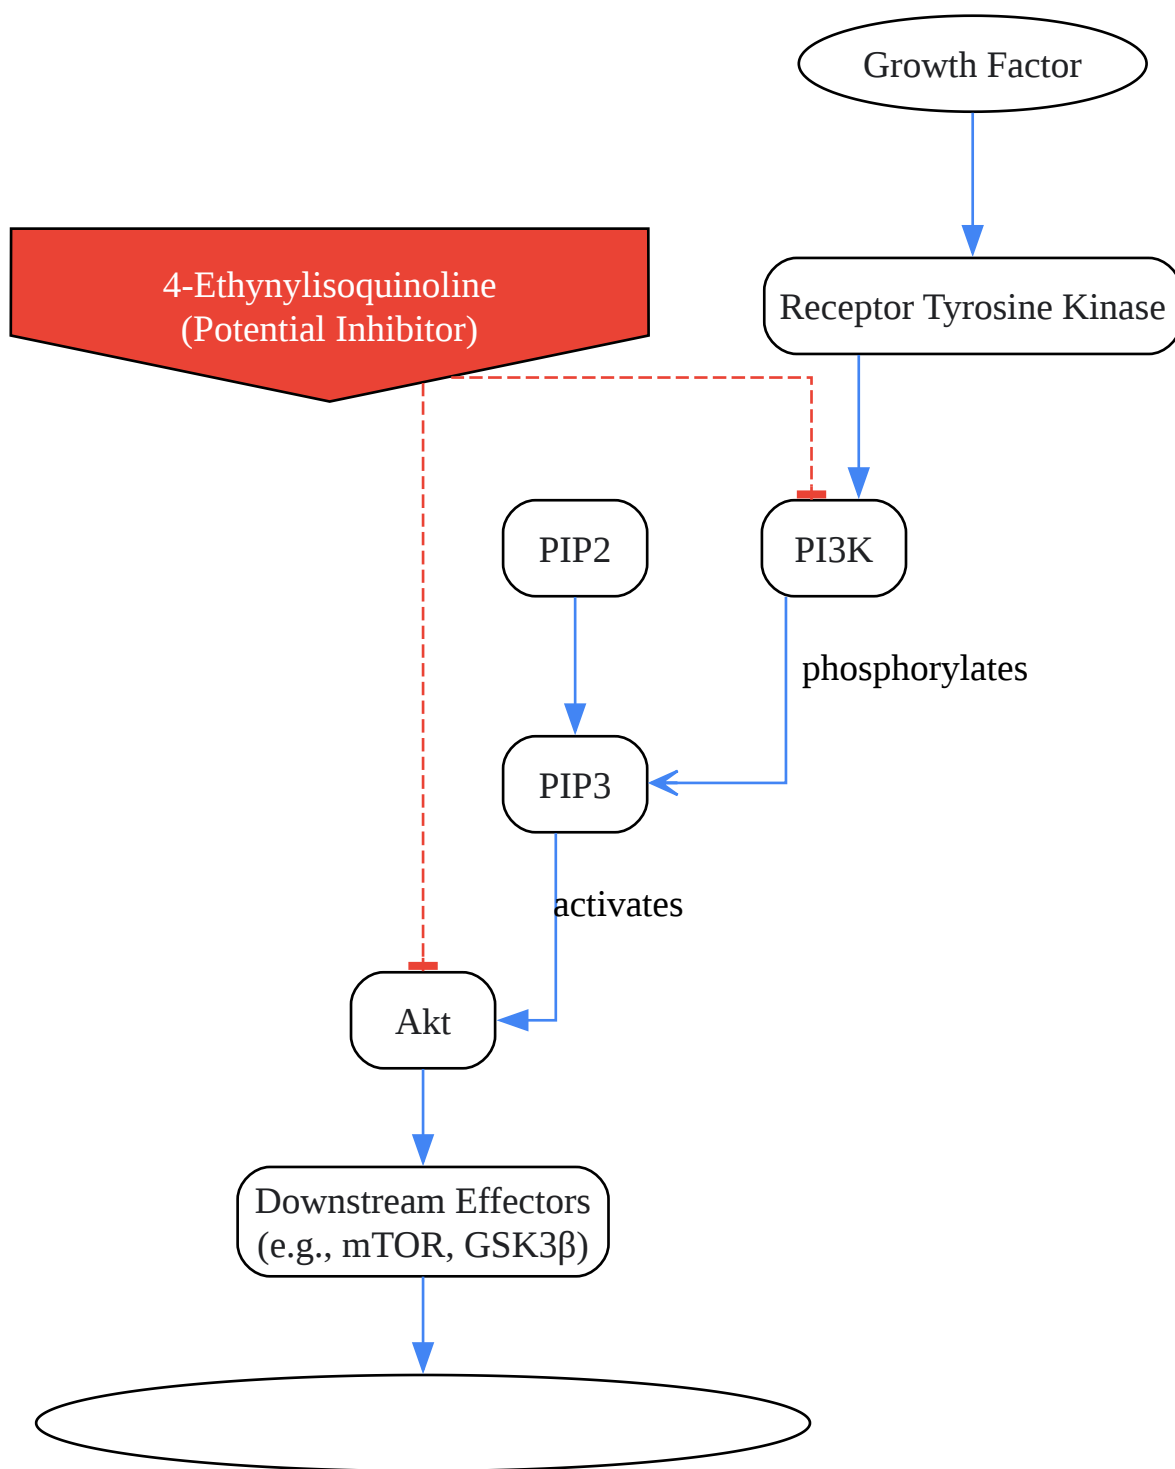 Growth Factor
4-Ethynylisoquinoline
(Potential Inhibitor)
Receptor Tyrosine Kinase
PIP2
PI3K
phosphorylates
PIP3
activates
Akt
Downstream Effectors
(e.g., mTOR, GSK3β)